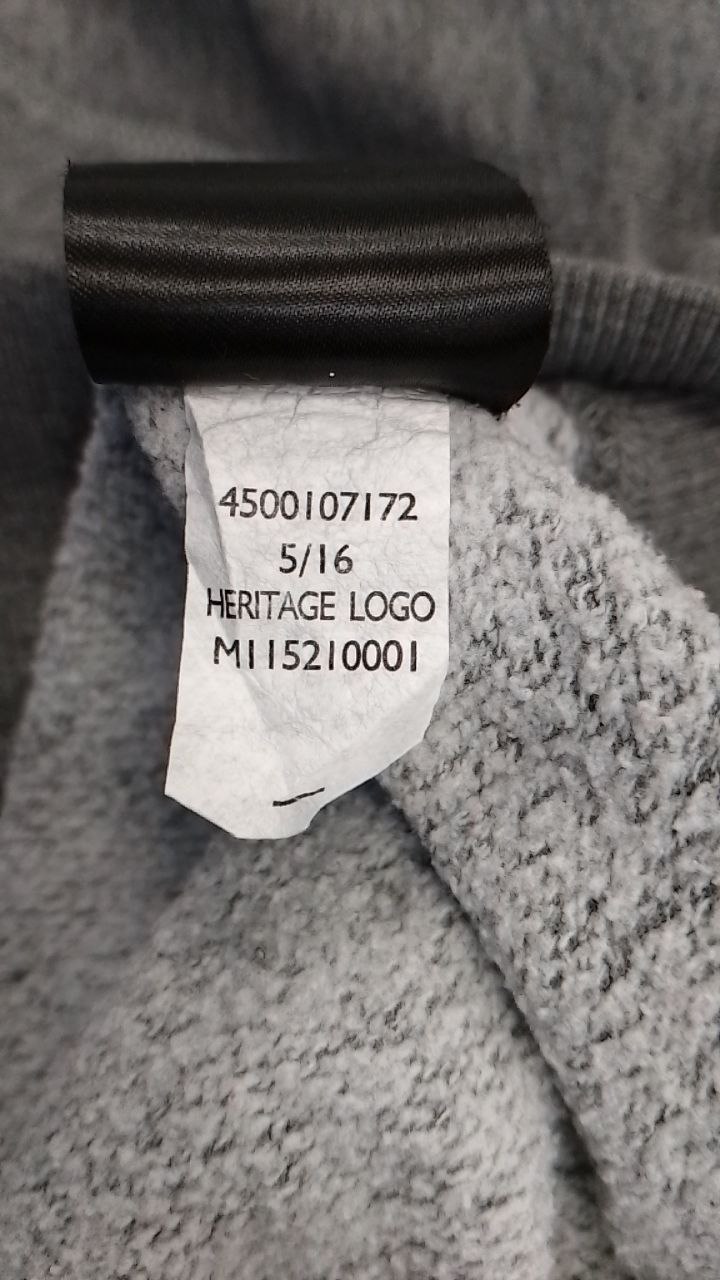 4500107172
5/16
HERITAGE LOGO
M115210001